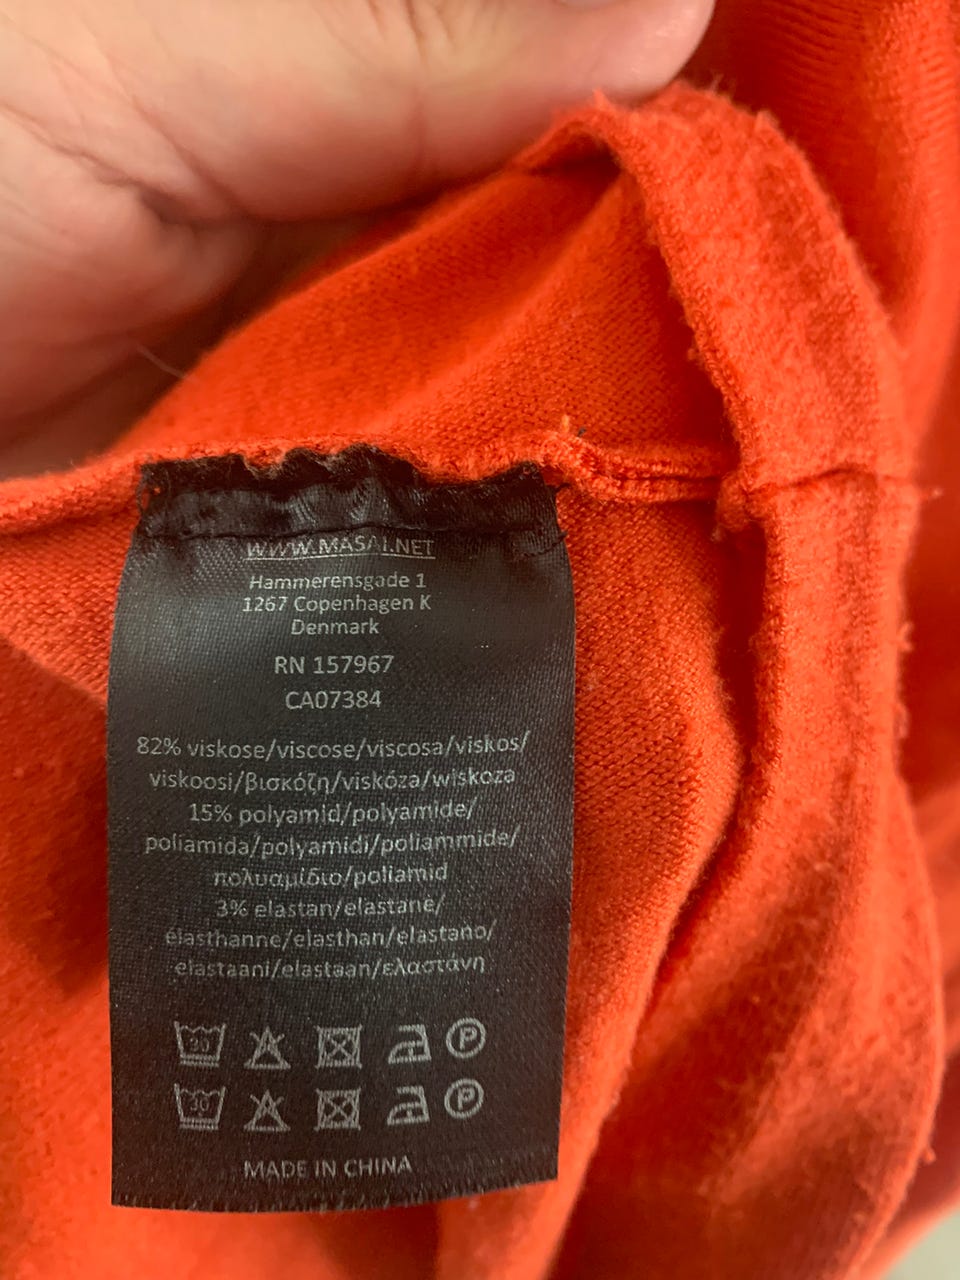 WWW.MASAI.NET
Hammerensgade 1
1267 Copenhagen K
Denmark
RN 157967
CA07384
82% viskose/viscose/viscosa/viskos/
viskoosi/βισκόζη/viskóza/wiskoza
15% polyamid/polyamide/
poliamida/polyamidi/poliammide/
πολυαμίδιο/poliamid
3% elastan/elastane/
élasthanne/elasthan/elastano/
elastaani/elastaan/ελαστάνη
30 P
30 P
MADE IN CHINA